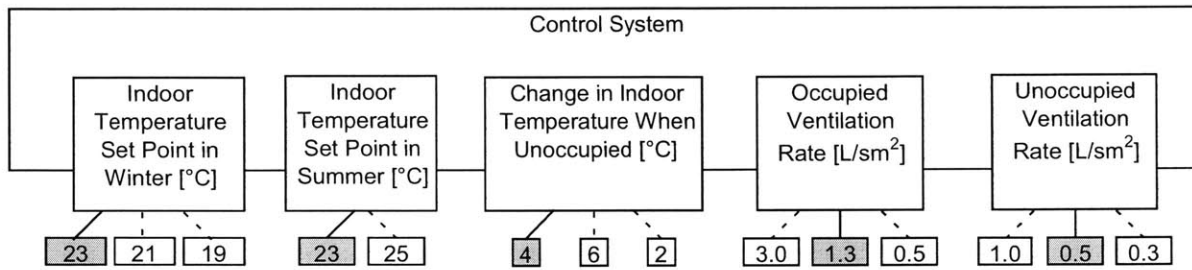 Control System
Indoor
Temperature
Set Point in
Winter [°C]
Indoor
Temperature
Set Point in
Summer [°C]
Change in Indoor
Temperature When
Unoccupied [°C]
Occupied
Ventilation
Rate [L/sm²]
Unoccupied
Ventilation
Rate [L/sm²]
23 21 19
23 25
4 6 2
3.0 1.3 0.5
1.0 0.5 0.3